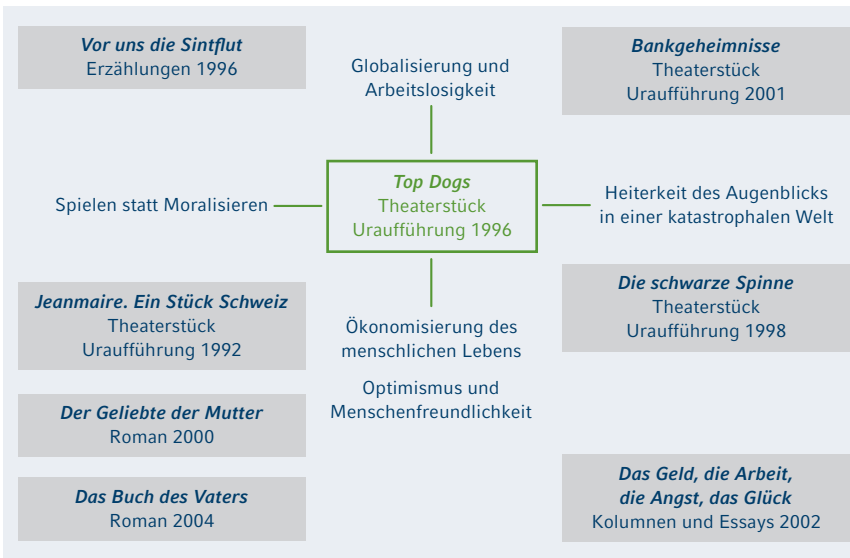 Vor uns die Sintflut
Erzählungen 1996
Globalisierung und
Arbeitslosigkeit
Bankgeheimnisse
Theaterstück
Uraufführung 2001
Spielen statt Moralisieren
Top Dogs
Theaterstück
Uraufführung 1996
Heiterkeit des Augenblicks
in einer katastrophalen Welt
Jeanmaire. Ein Stück Schweiz
Theaterstück
Uraufführung 1992
Ökonomisierung des
menschlichen Lebens
Optimismus und
Menschenfreundlichkeit
Die schwarze Spinne
Theaterstück
Uraufführung 1998
Der Geliebte der Mutter
Roman 2000
Das Buch des Vaters
Roman 2004
Das Geld, die Arbeit,
die Angst, das Glück
Kolumnen und Essays 2002